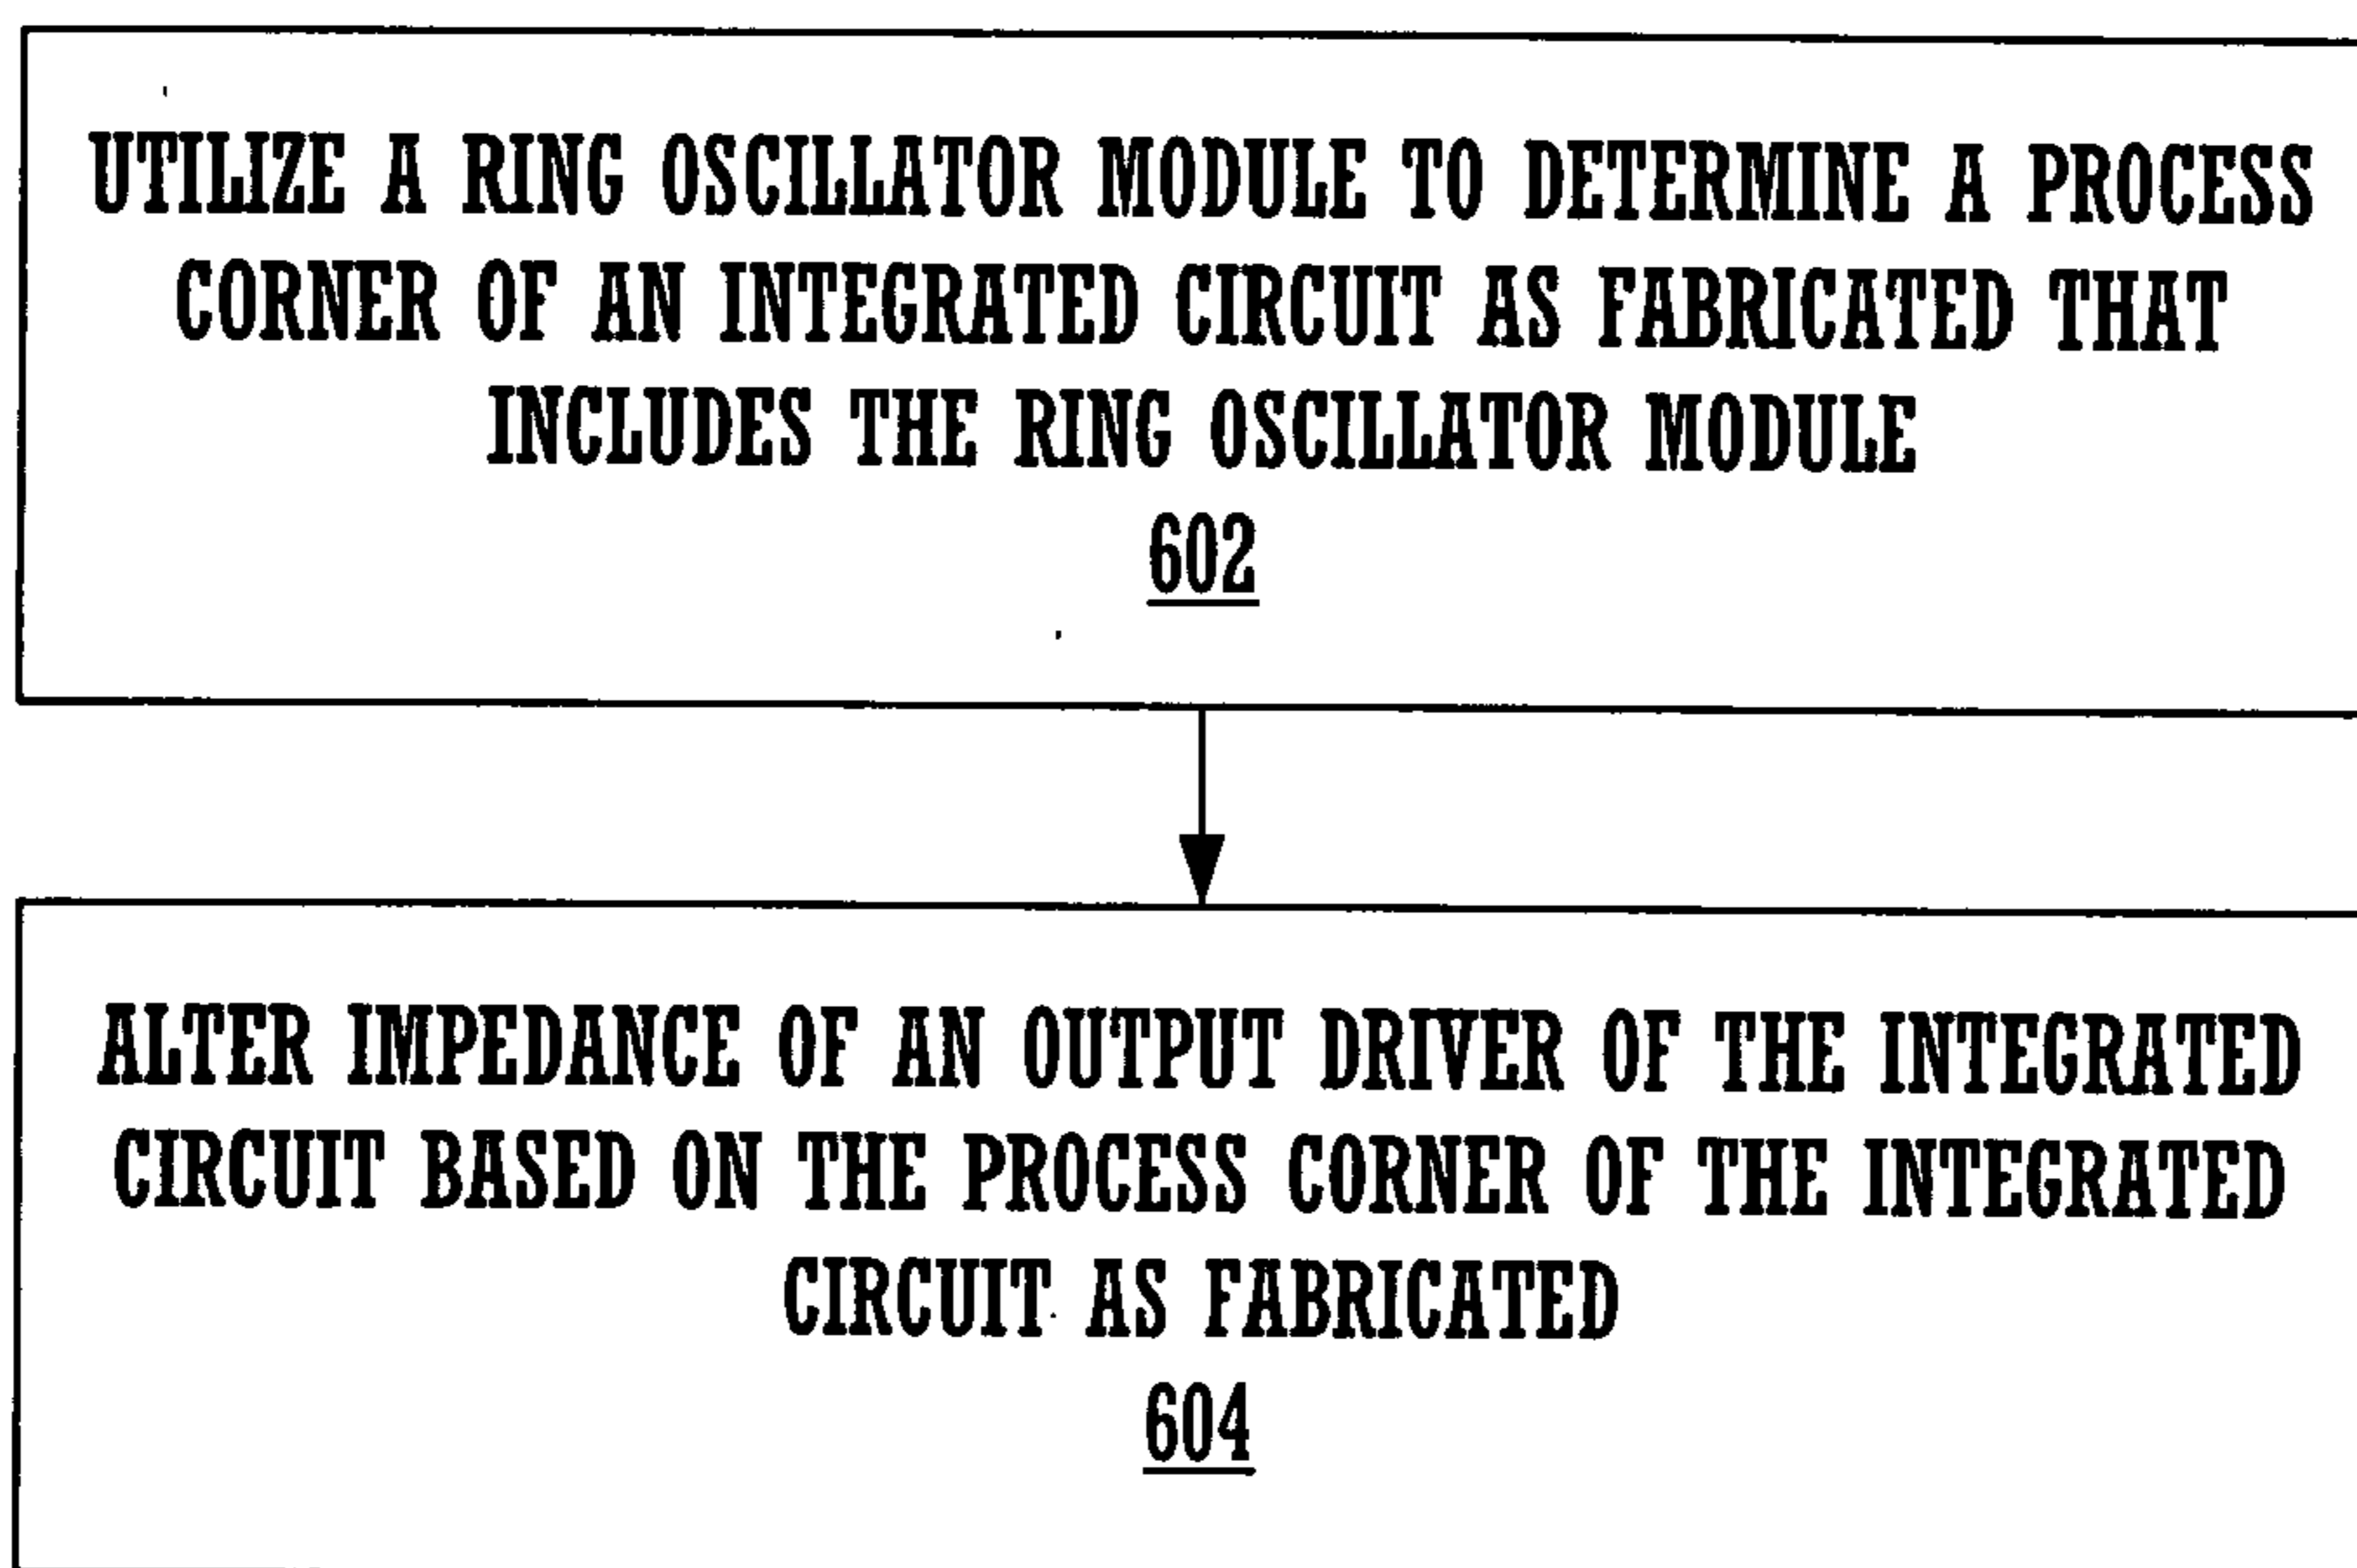 UTILIZE A RING OSCILLATOR MODULE TO DETERMINE A PROCESS
CORNER OF AN INTEGRATED CIRCUIT AS FABRICATED THAT
INCLUDES THE RING OSCILLATOR MODULE
602
ALTER IMPEDANCE OF AN OUTPUT DRIVER OF THE INTEGRATED
CIRCUIT BASED ON THE PROCESS CORNER OF THE INTEGRATED
CIRCUIT AS FABRICATED
604